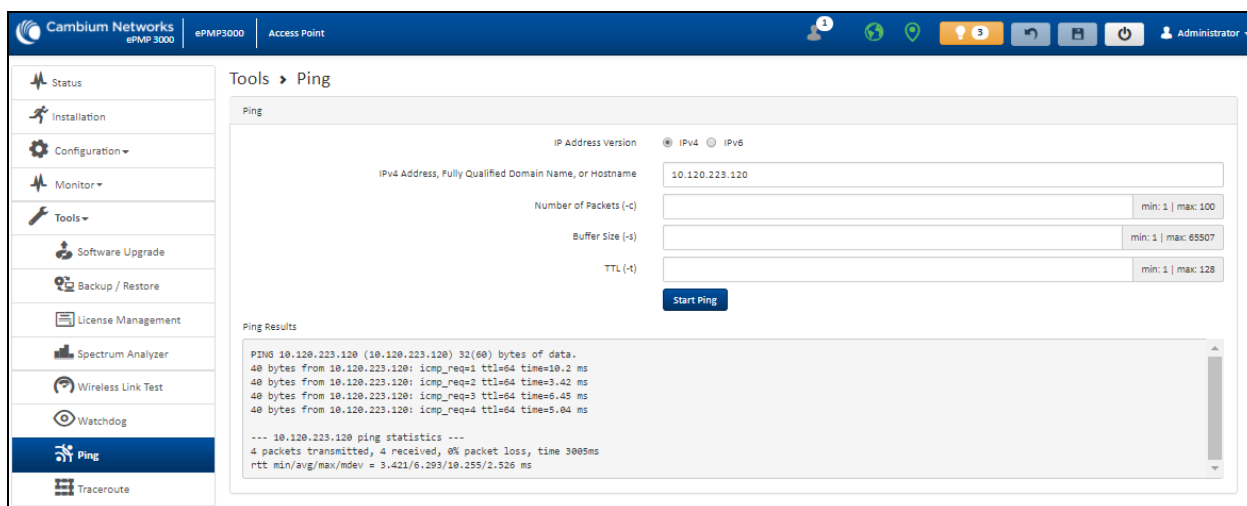 Cambium Networks
ePMP 3000
ePMP3000
Access Point
1
3
Administrator
Status
Installation
Configuration
Monitor
Tools
Software Upgrade
Backup / Restore
License Management
Spectrum Analyzer
Wireless Link Test
Watchdog
Ping
Traceroute
Tools > Ping
Ping
IP Address Version IPv4 IPv6
IPv4 Address, Fully Qualified Domain Name, or Hostname 10.120.223.120
Number of Packets (-c) min: 1 | max: 100
Buffer Size (-s) min: 1 | max: 65507
TTL (-t) min: 1 | max: 128
Start Ping
Ping Results
PING 10.120.223.120 (10.120.223.120) 32(60) bytes of data.
40 bytes from 10.120.223.120: icmp_req=1 ttl=64 time=10.2 ms
40 bytes from 10.120.223.120: icmp_req=2 ttl=64 time=3.42 ms
40 bytes from 10.120.223.120: icmp_req=3 ttl=64 time=6.45 ms
40 bytes from 10.120.223.120: icmp_req=4 ttl=64 time=5.04 ms
--- 10.120.223.120 ping statistics ---
4 packets transmitted, 4 received, 0% packet loss, time 3005ms
rtt min/avg/max/mdev = 3.421/6.293/10.255/2.526 ms